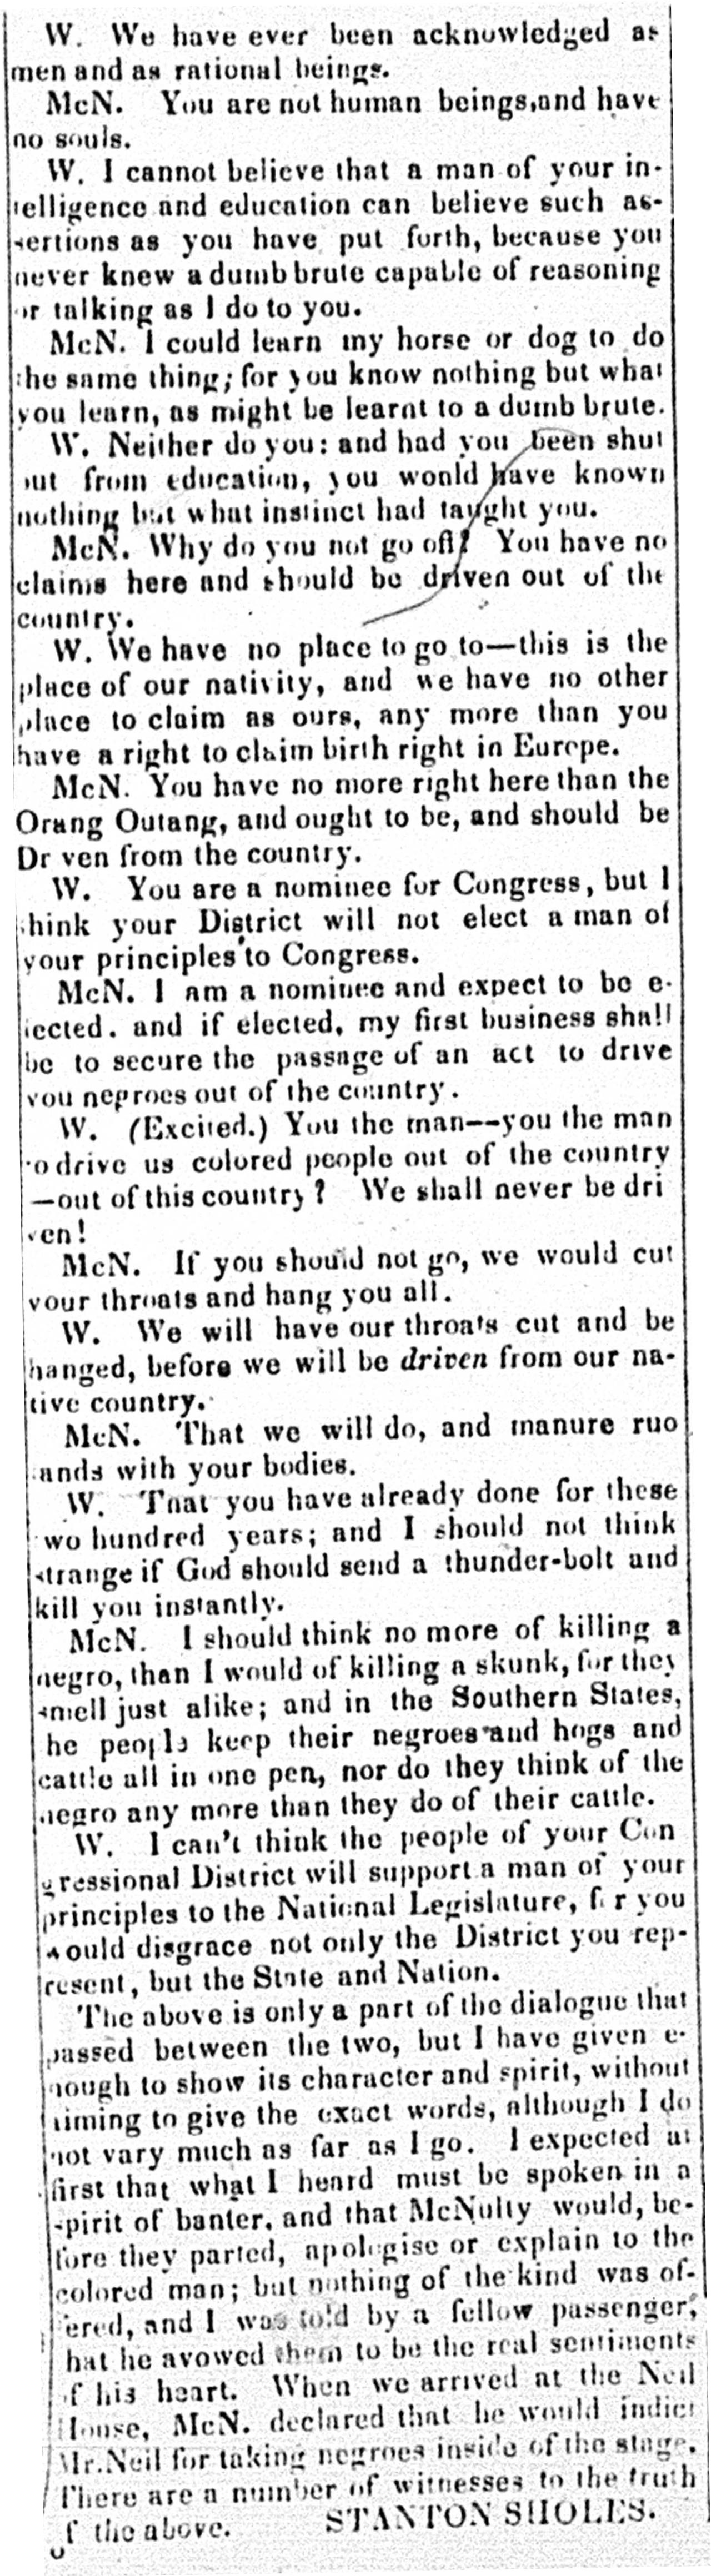 W. We have ever been acknowledged as
men and as rational beings.
McN. You are not human beings,and have
no souls.
W. I cannot believe that a man of your in-
telligence and education can believe such as-
sertions as you have put forth, because you
never knew a dumb brute capable of reasoning
or talking as I do to you.
McN. I could learn my horse or dog to do
the same thing; for you know nothing but what
you learn, as might be learnt to a dumb brute.
W. Neither do you: and had you been shut
out from education, you would have known
nothing but what instinct had taught you.
McN. Why do you not go off? You have no
claims here and should be driven out of the
country.
W. We have no place to go to—this is the
place of our nativity, and we have no other
place to claim as ours, any more than you
have a right to claim birth right in Europe.
McN. You have no more right here than the
Orang Outang, and ought to be, and should be
Dr ven from the country.
W. You are a nominee for Congress, but I
think your District will not elect a man of
your principles to Congress.
McN. I am a nominee and expect to be e-
lected. and if elected, my first business shall
be to secure the passage of an act to drive
you negroes out of the country.
W. (Excited.) You the man--you the man
to drive us colored people out of the country
—out of this country? We shall never be dri
ven!
McN. If you should not go, we would cut
your throats and hang you all.
W. We will have our throats cut and be
hanged, before we will be driven from our na-
tive country.
McN. That we will do, and manure ruo
lands with your bodies.
W. That you have already done for these
two hundred years; and I should not think
strange if God should send a thunder-bolt and
kill you instantly.
McN. I should think no more of killing a
negro, than I would of killing a skunk, for they
smell just alike; and in the Southern States,
the people keep their negroes and hogs and
cattle all in one pen, nor do they think of the
negro any more than they do of their cattle.
W. I can't think the people of your Con
gressional District will support a man of your
principles to the National Legislature, for you
would disgrace not only the District you rep-
resent, but the State and Nation.
The above is only a part of the dialogue that
passed between the two, but I have given e-
nough to show its character and spirit, without
aiming to give the exact words, although I do
not vary much as far as I go. I expected at
first that what I heard must be spoken in a
spirit of banter, and that McNulty would, be-
fore they parted, apologise or explain to the
colored man; but nothing of the kind was of-
fered, and I was told by a fellow passenger,
that he avowed them to be the real sentiments
of his heart. When we arrived at the Neil
House, McN. declared that he would indict
Mr. Neil for taking negroes inside of the stage.
There are a number of witnesses to the truth
of the above. STANTON SHOLES.